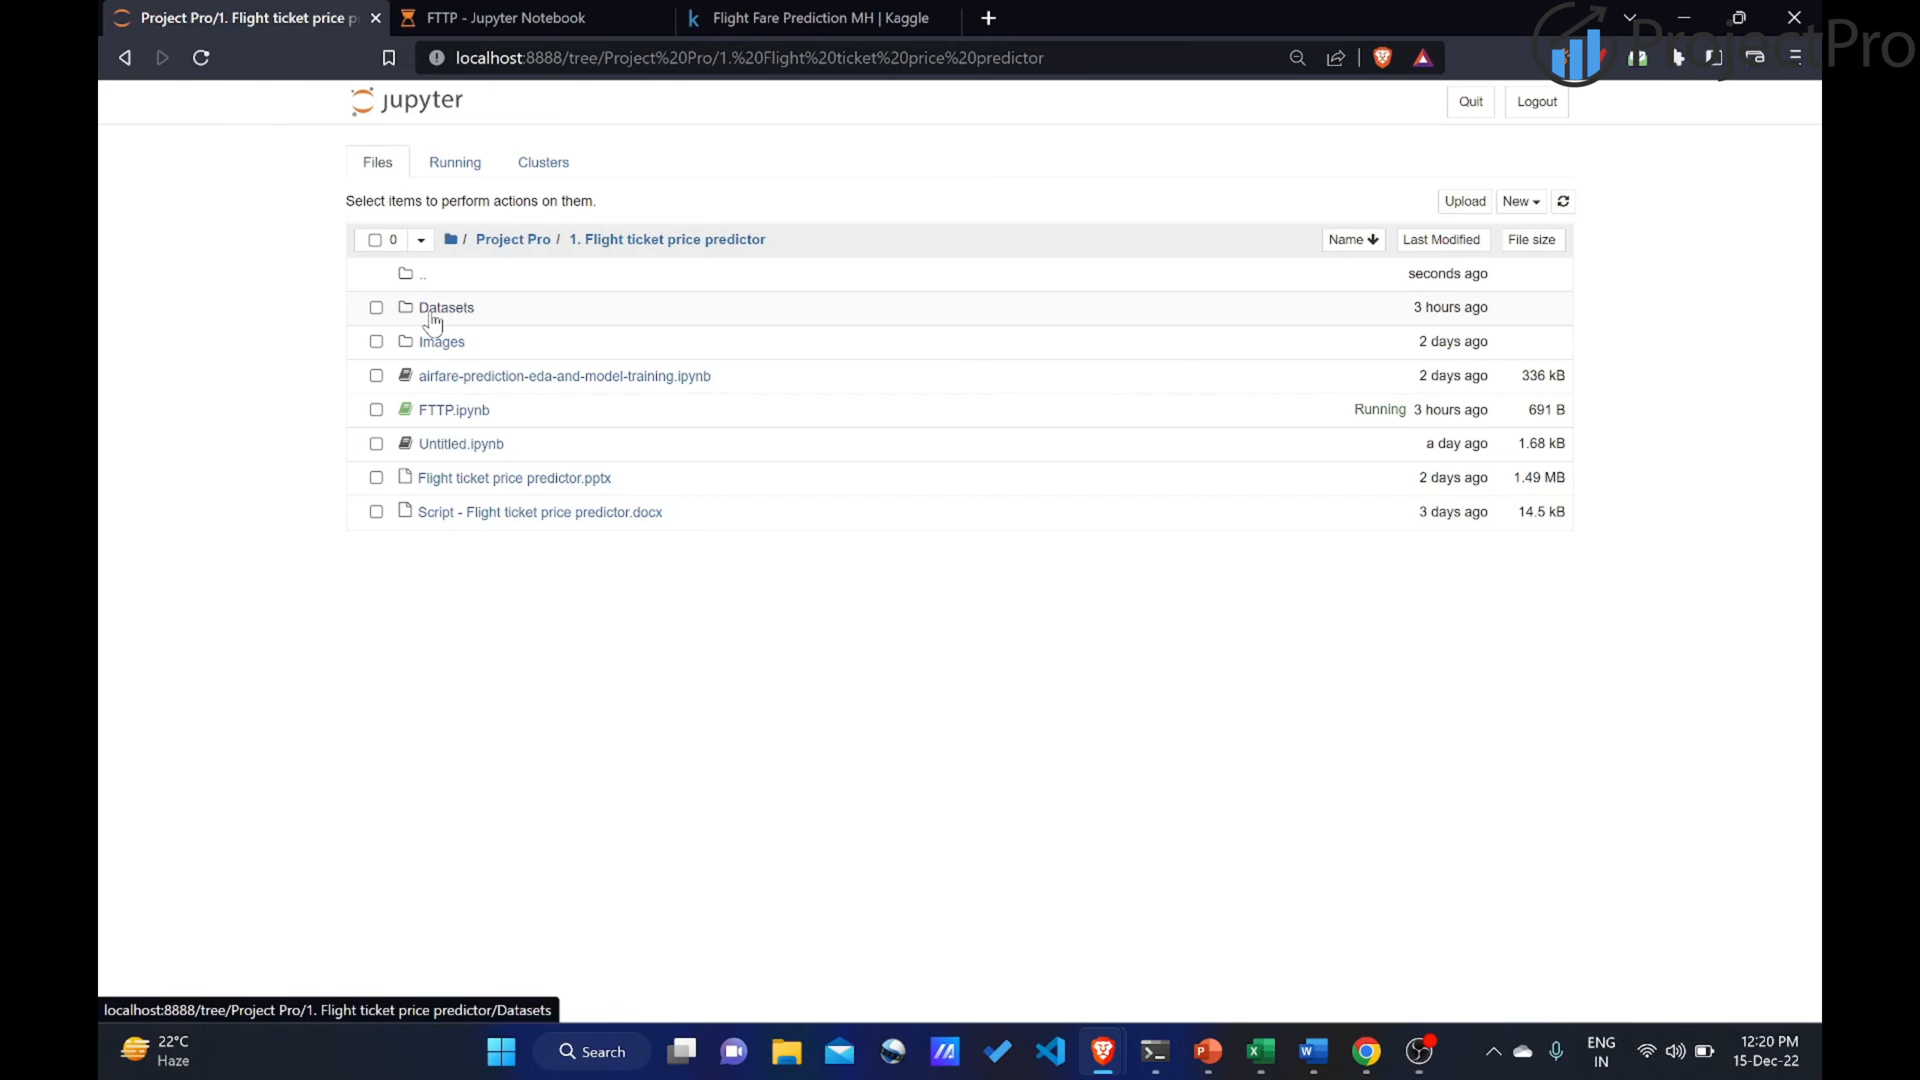 Project Pro/1. Flight ticket price p
FTTP - Jupyter Notebook
Flight Fare Prediction MH | Kaggle
localhost:8888/tree/Project%20Pro/1.%20Flight%20ticket%20price%20predictor
ProjectPro
jupyter
Quit
Logout
Files
Running
Clusters
Select items to perform actions on them.
Upload
New
0
/
Project Pro /
1. Flight ticket price predictor
Name
Last Modified
File size
..
seconds ago
Datasets
3 hours ago
Images
2 days ago
airfare-prediction-eda-and-model-training.ipynb
2 days ago
336 kB
FTTP.ipynb
Running 3 hours ago
691 B
Untitled.ipynb
a day ago
1.68 kB
Flight ticket price predictor.pptx
2 days ago
1.49 MB
Script - Flight ticket price predictor.docx
3 days ago
14.5 kB
localhost:8888/tree/Project Pro/1. Flight ticket price predictor/Datasets
22°C
Haze
Search
ENG
IN
12:20 PM
15-Dec-22